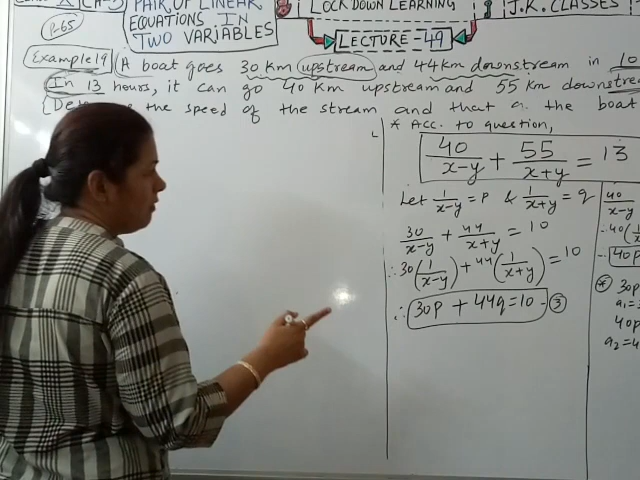 PAIR OF LINEAR EQUATIONS IN TWO VARIABLES
LOCKDOWN LEARNING
J.K. CLASSES
LECTURE-49
P-65
Example 19 A boat goes 30 Km upstream and 44 km downstream in 10
In 13 hours, it can go 40 Km upstream and 55 Km downstream
the speed of the stream and that of the boat
* Acc. to question,
40/(x-y) + 55/(x+y) = 13
Let 1/(x-y) = p & 1/(x+y) = q
30/(x-y) + 44/(x+y) = 10
∴ 30(1/(x-y)) + 44(1/(x+y)) = 10
∴ 30p + 44q = 10 - ③
40/(x-y)
∴ 40(
40p
* 30p
a₁ =
40p
a₂ = 4